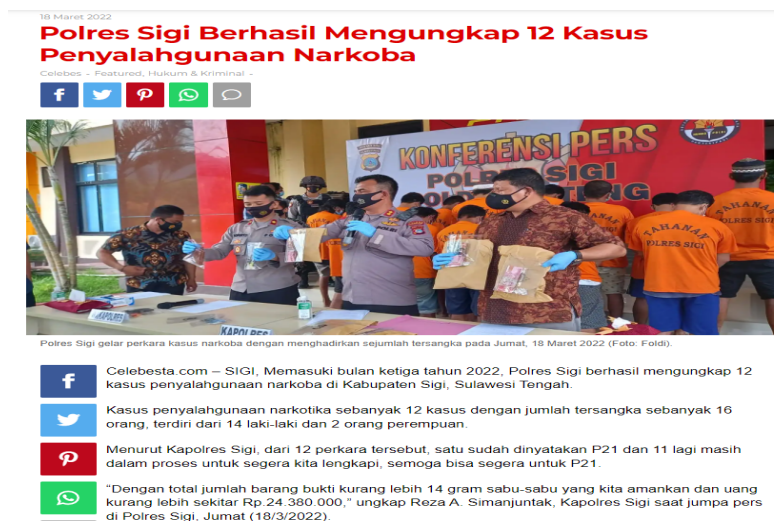 18 Maret 2022
Polres Sigi Berhasil Mengungkap 12 Kasus
Penyalahgunaan Narkoba
Celebes - Featured, Hukum & Kriminal -
KONFERENSI PERS
POLRES SIGI
TAHANAN
TAHANAN
POLRES SIGI
TAHANAN
POLRES SIGI
KAPOLRES
Polres Sigi gelar perkara kasus narkoba dengan menghadirkan sejumlah tersangka pada Jumat, 18 Maret 2022 (Foto: Foldi).
Celebesta.com – SIGI, Memasuki bulan ketiga tahun 2022, Polres Sigi berhasil mengungkap 12
kasus penyalahgunaan narkoba di Kabupaten Sigi, Sulawesi Tengah.
Kasus penyalahgunaan narkotika sebanyak 12 kasus dengan jumlah tersangka sebanyak 16
orang, terdiri dari 14 laki-laki dan 2 orang perempuan.
Menurut Kapolres Sigi, dari 12 perkara tersebut, satu sudah dinyatakan P21 dan 11 lagi masih
dalam proses untuk segera kita lengkapi, semoga bisa segera untuk P21.
“Dengan total jumlah barang bukti kurang lebih 14 gram sabu-sabu yang kita amankan dan uang
kurang lebih sekitar Rp.24.380.000,” ungkap Reza A. Simanjuntak, Kapolres Sigi saat jumpa pers
di Polres Sigi, Jumat (18/3/2022).